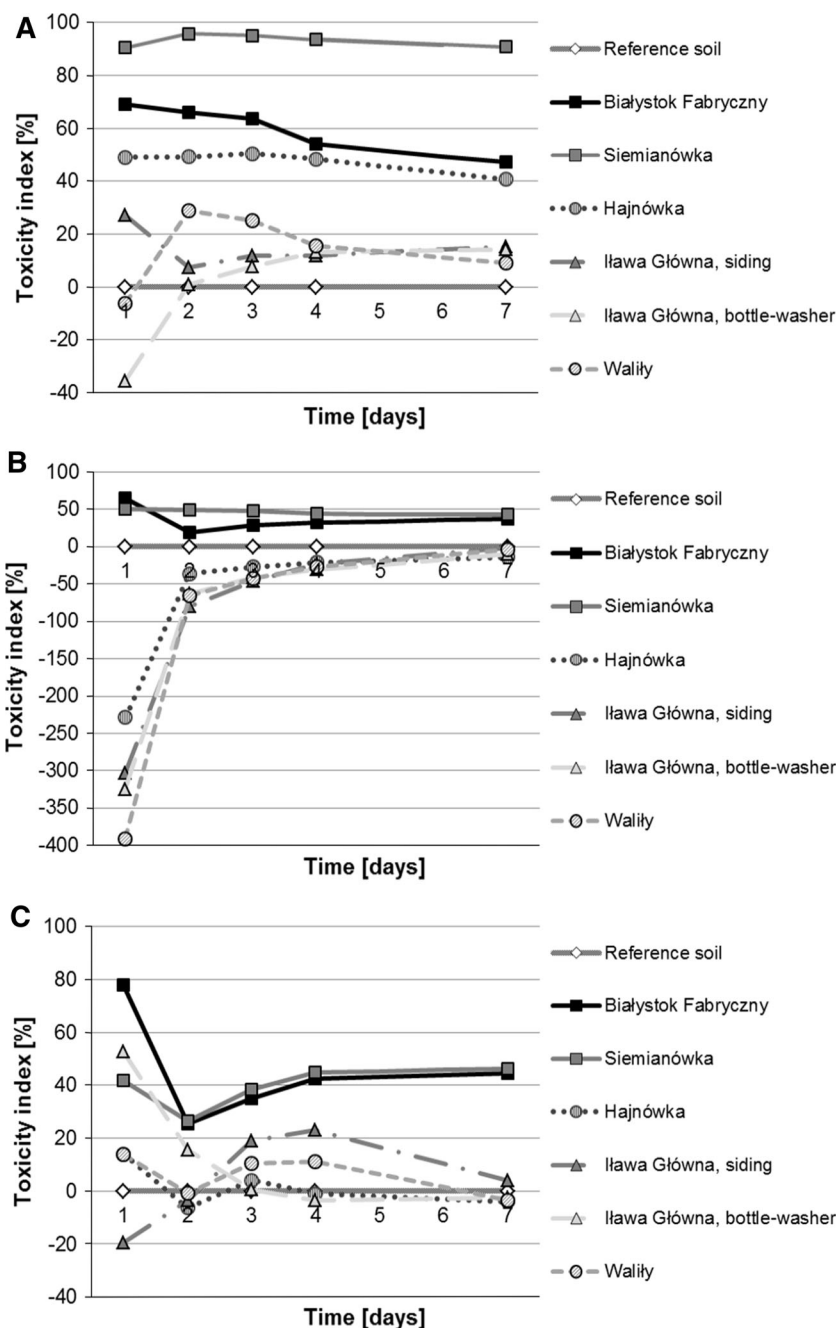 A
Toxicity index [%]
100
80
60
40
20
0
-20
-40
1 2 3 4 5 6 7
Time [days]
Reference soil
Białystok Fabryczny
Siemianówka
Hajnówka
Iława Główna, siding
Iława Główna, bottle-washer
Waliły
B
Toxicity index [%]
100
50
0
-50
-100
-150
-200
-250
-300
-350
-400
1 2 3 4 5 6 7
Time [days]
Reference soil
Białystok Fabryczny
Siemianówka
Hajnówka
Iława Główna, siding
Iława Główna, bottle-washer
Waliły
C
Toxicity index [%]
100
80
60
40
20
0
-20
-40
1 2 3 4 5 6 7
Time [days]
Reference soil
Białystok Fabryczny
Siemianówka
Hajnówka
Iława Główna, siding
Iława Główna, bottle-washer
Waliły